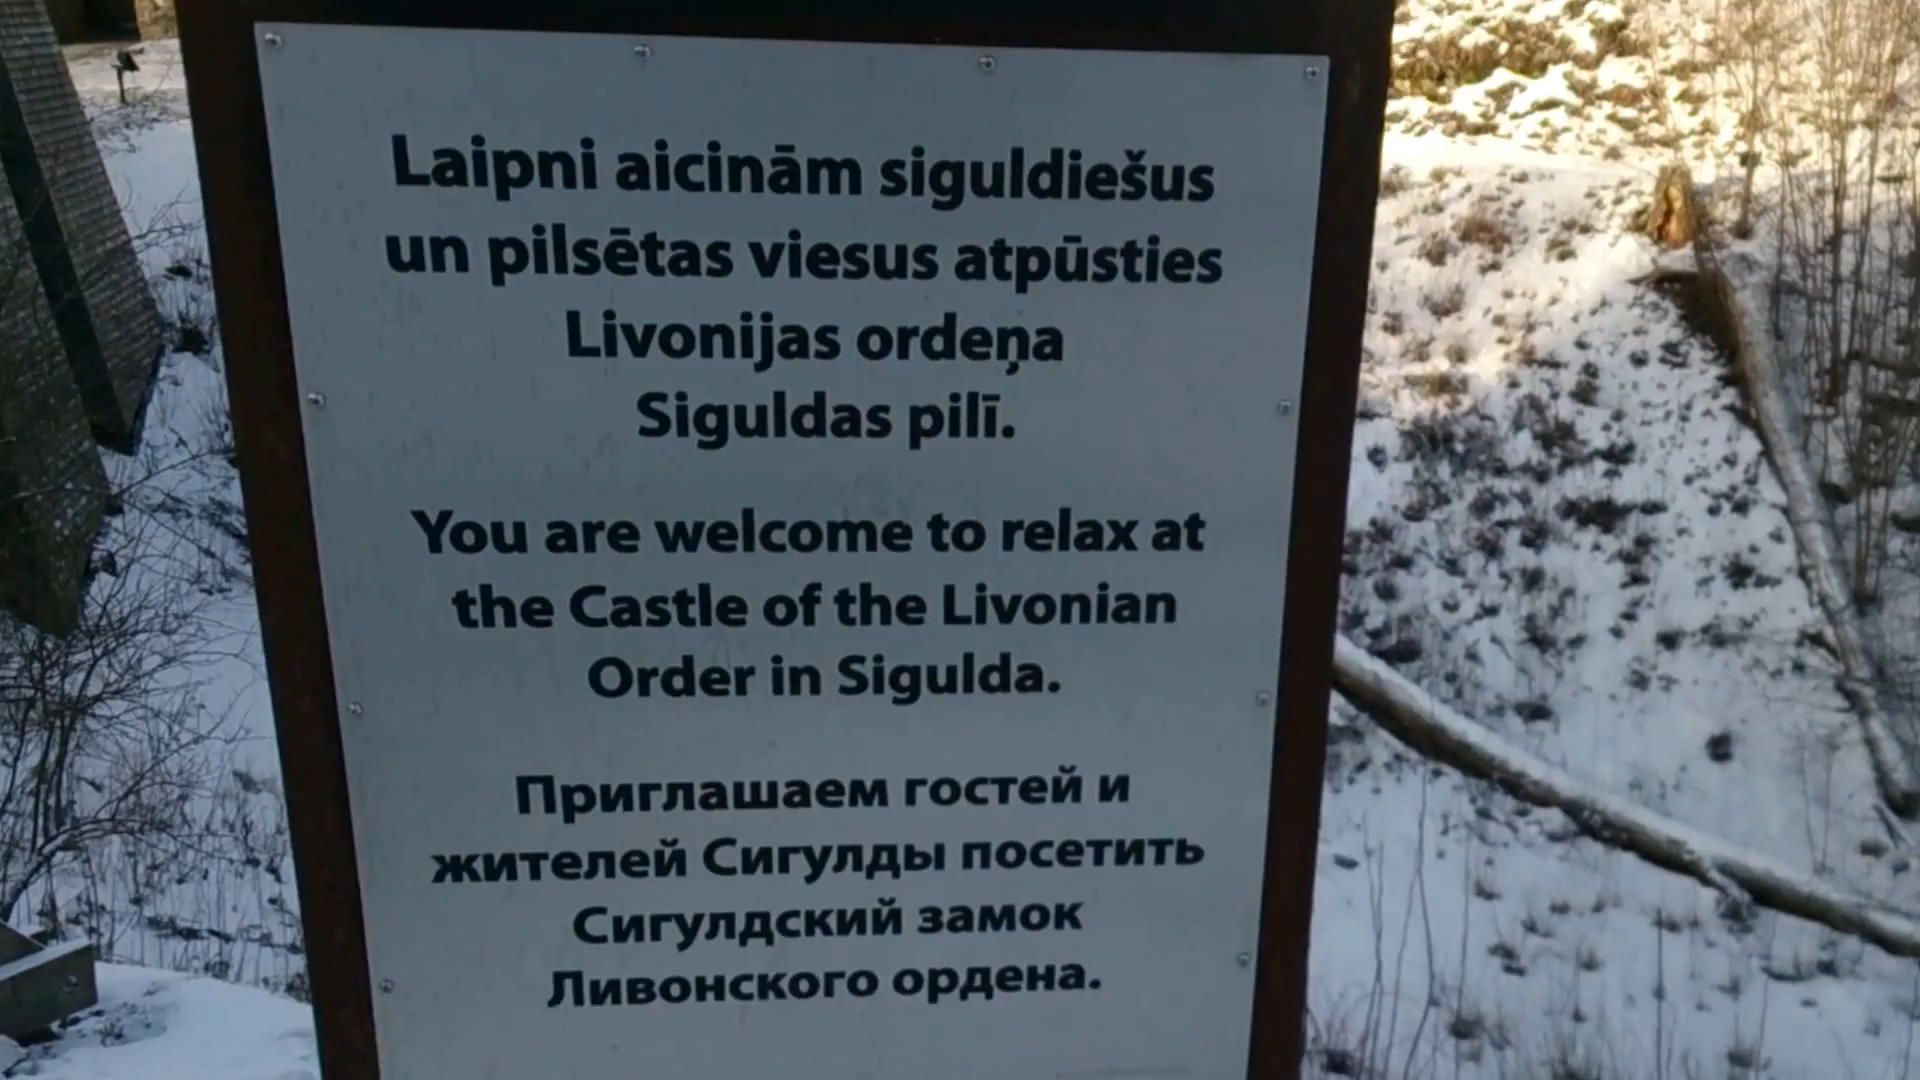 Laipni aicinām siguldiešus
un pilsētas viesus atpūsties
Livonijas ordeņa
Siguldas pilī.
You are welcome to relax at
the Castle of the Livonian
Order in Sigulda.
Приглашаем гостей и
жителей Сигулды посетить
Сигулдский замок
Ливонского ордена.